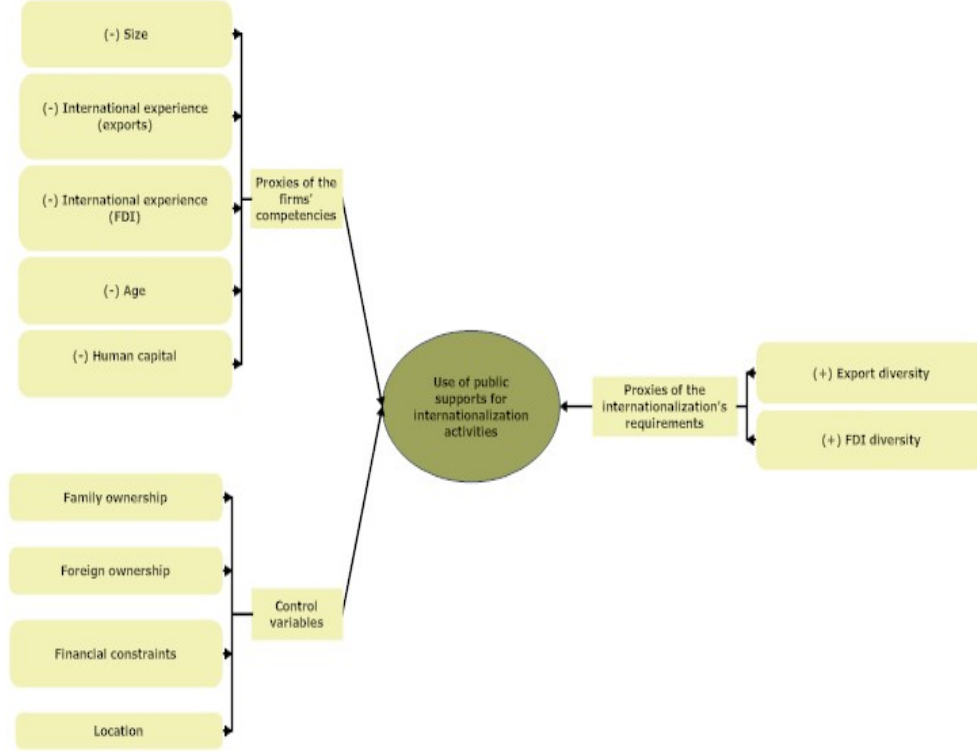 (-) Size
(-) International experience
(exports)
(-) International experience
(FDI)
(-) Age
(-) Human capital
Proxies of the
firms'
competencies
Use of public
supports for
internationalization
activities
Proxies of the
internationalization's
requirements
(+) Export diversity
(+) FDI diversity
Family ownership
Foreign ownership
Financial constraints
Location
Control
variables